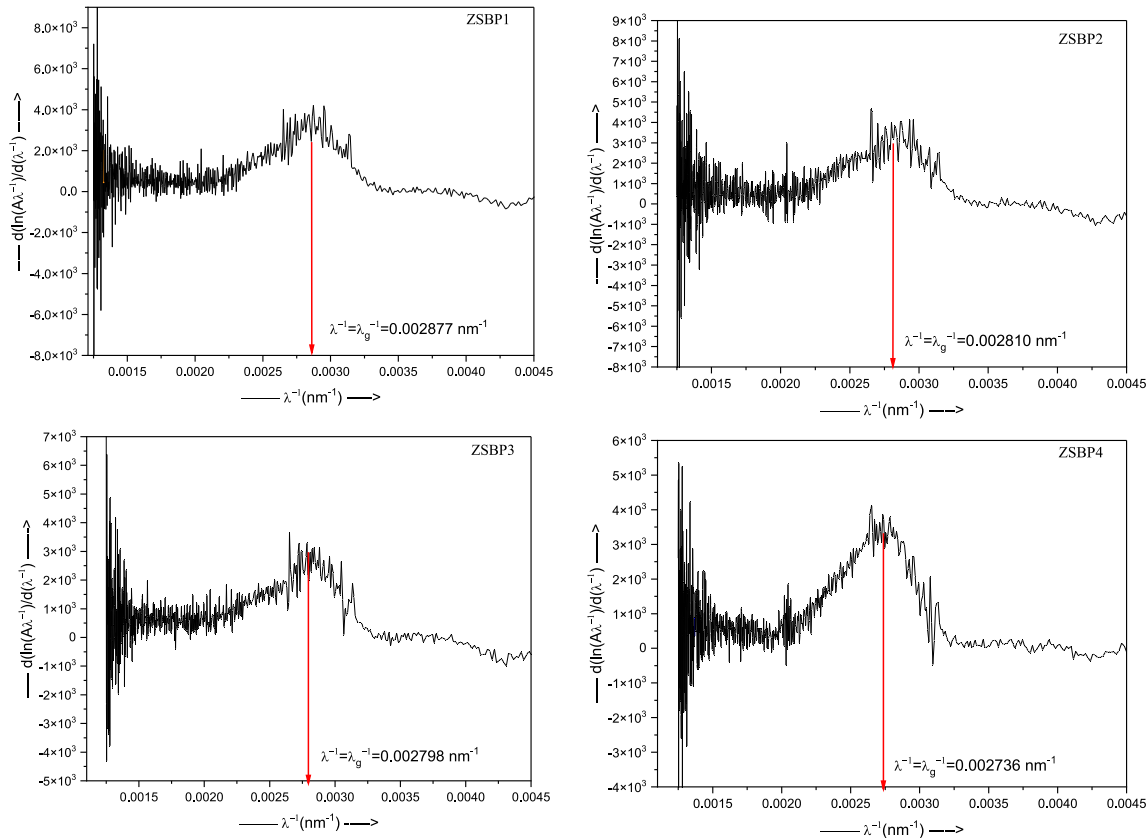 ZSBP1
8.0×10³
6.0×10³
4.0×10³
2.0×10³
0.0
-2.0×10³
-4.0×10³
-6.0×10³
-8.0×10³
---- d(ln(Aλ⁻¹)/d(λ⁻¹) ---->
λ⁻¹=λg⁻¹=0.002877 nm⁻¹
0.0015 0.0020 0.0025 0.0030 0.0035 0.0040 0.0045
—— λ⁻¹(nm⁻¹) ---->
ZSBP2
9×10³
8×10³
7×10³
6×10³
5×10³
4×10³
3×10³
2×10³
1×10³
0
-1×10³
-2×10³
-3×10³
-4×10³
-5×10³
-6×10³
-7×10³
-8×10³
---- d(ln(Aλ⁻¹)/d(λ⁻¹) ---->
λ⁻¹=λg⁻¹=0.002810 nm⁻¹
0.0015 0.0020 0.0025 0.0030 0.0035 0.0040 0.0045
—— λ⁻¹(nm⁻¹) ---->
ZSBP3
7×10³
6×10³
5×10³
4×10³
3×10³
2×10³
1×10³
0
-1×10³
-2×10³
-3×10³
-4×10³
-5×10³
—— d(ln(Aλ⁻¹)/d(λ⁻¹) ---->
λ⁻¹=λg⁻¹=0.002798 nm⁻¹
0.0015 0.0020 0.0025 0.0030 0.0035 0.0040 0.0045
—— λ⁻¹(nm⁻¹) ---->
ZSBP4
6×10³
5×10³
4×10³
3×10³
2×10³
1×10³
0
-1×10³
-2×10³
-3×10³
-4×10³
—— d(ln(Aλ⁻¹)/d(λ⁻¹) ---->
λ⁻¹=λg⁻¹=0.002736 nm⁻¹
0.0015 0.0020 0.0025 0.0030 0.0035 0.0040 0.0045
—— λ⁻¹(nm⁻¹) ---->